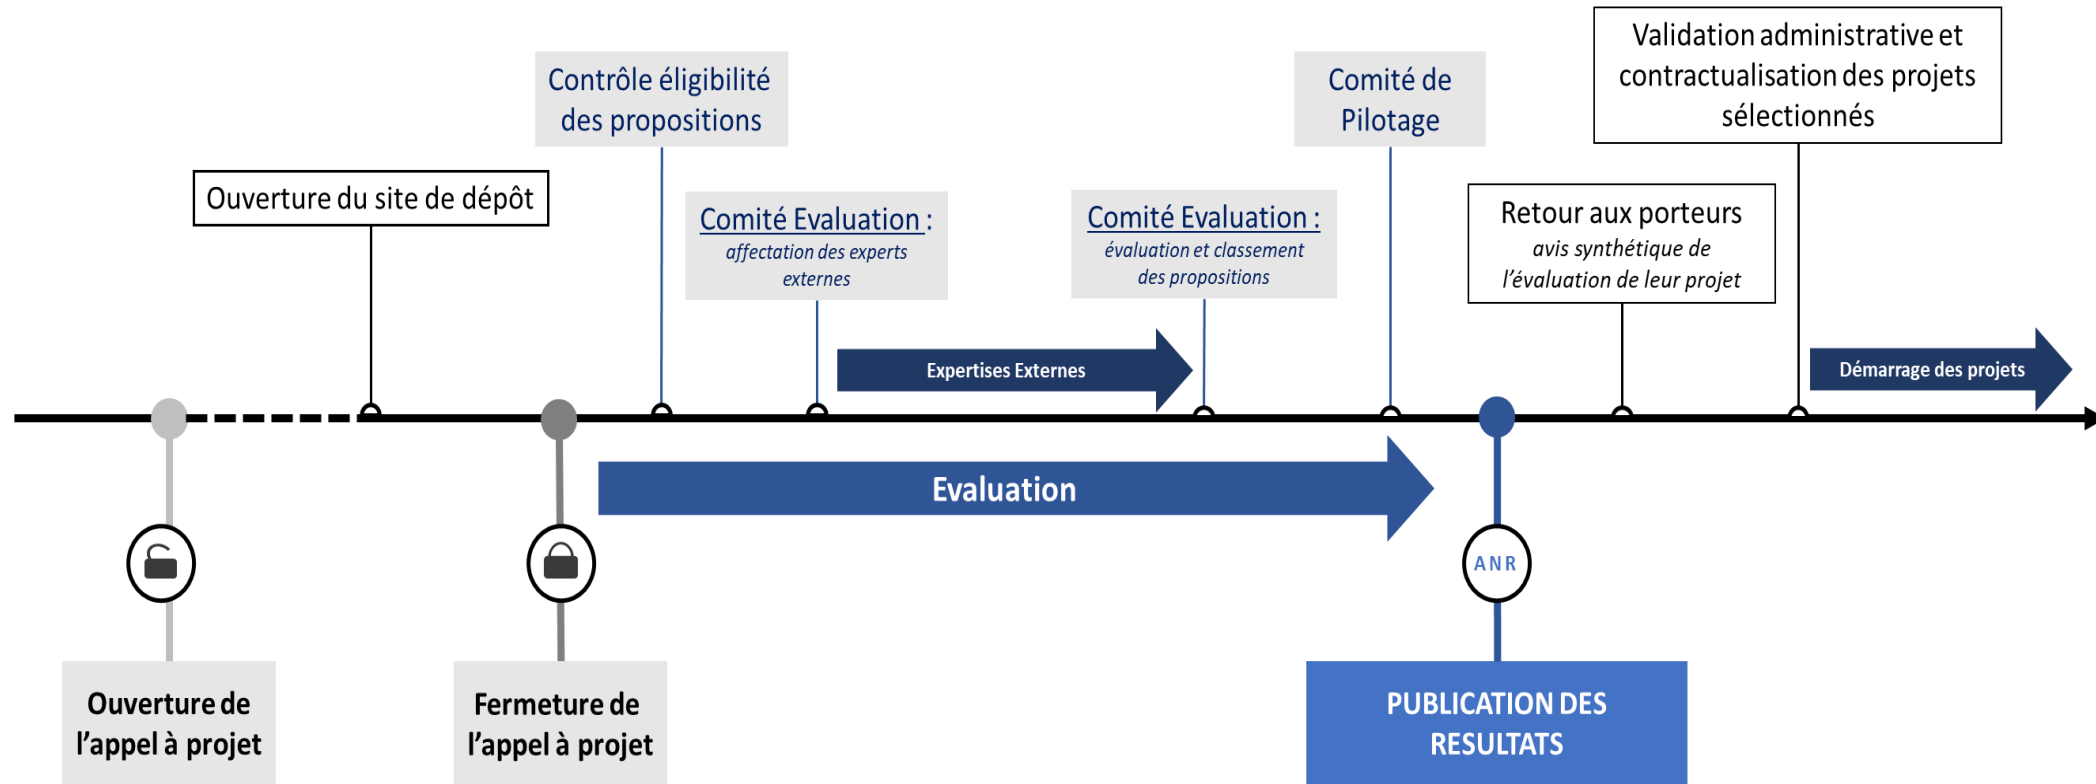 Validation administrative et
contractualisation des projets
sélectionnés
Contrôle éligibilité
des propositions
Comité de
Pilotage
Ouverture du site de dépôt
Comité Evaluation :
affectation des experts
externes
Comité Evaluation :
évaluation et classement
des propositions
Retour aux porteurs
avis synthétique de
l’évaluation de leur projet
Expertises Externes
Démarrage des projets
Evaluation
ANR
Ouverture de
l’appel à projet
Fermeture de
l’appel à projet
PUBLICATION DES
RESULTATS